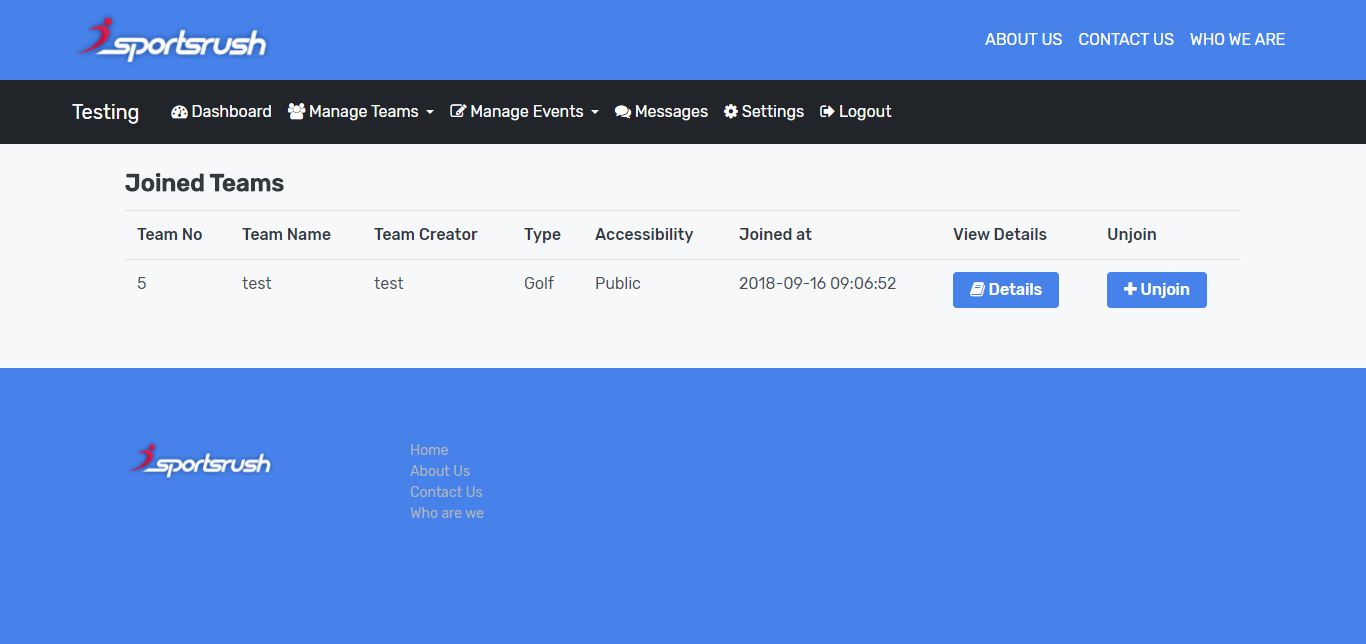 sportsrush ABOUT US CONTACT US WHO WE ARE
Testing Dashboard Manage Teams Manage Events Messages Settings Logout
Joined Teams
Team No Team Name Team Creator Type Accessibility Joined at View Details Unjoin
5 test test Golf Public 2018-09-16 09:06:52 Details Unjoin
sportsrush
Home
About Us
Contact Us
Who are we